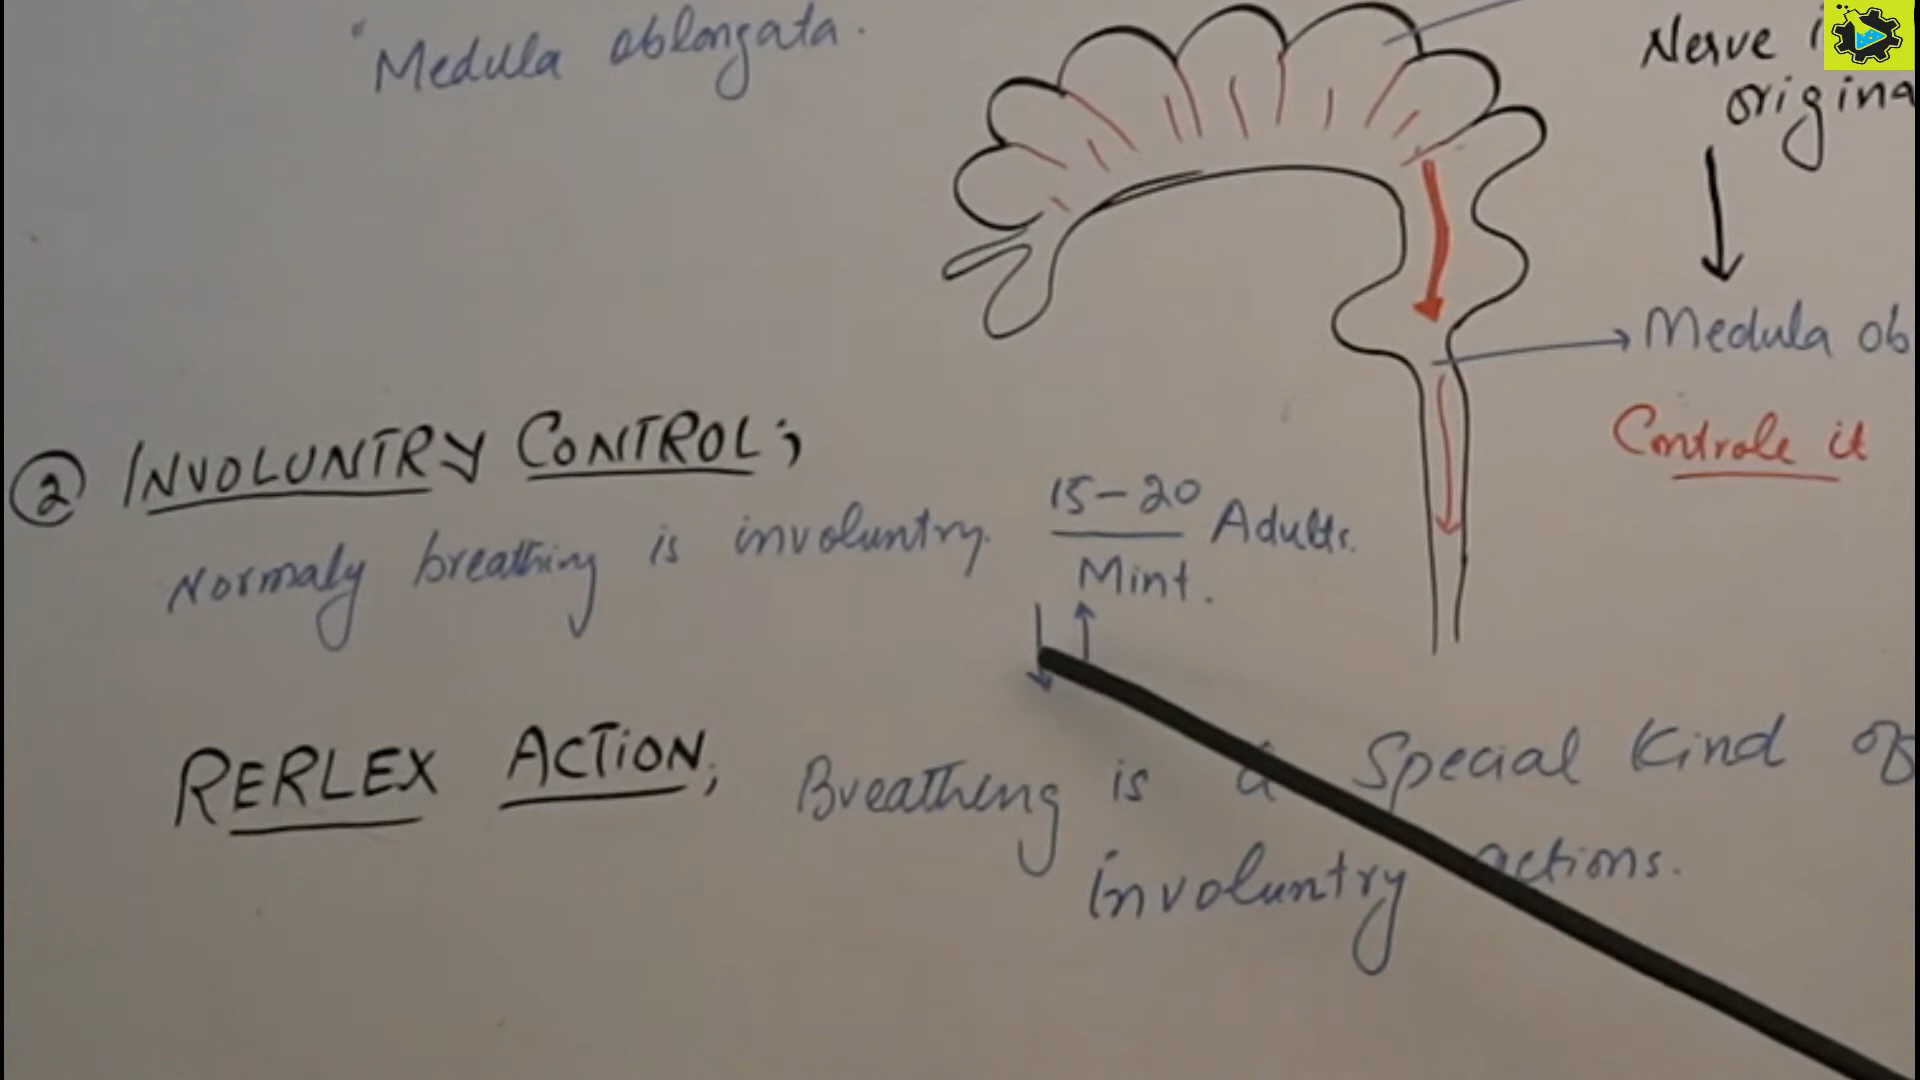 Medulla oblongata.
Nerve i
origina
Medula ob
Controle it
② INVOLUNTRY CONTROL;
Normaly breathing is involuntry. 15-20 Adults.
Mint.
RERLEX ACTION; Breathing is a Special Kind of
involuntry actions.